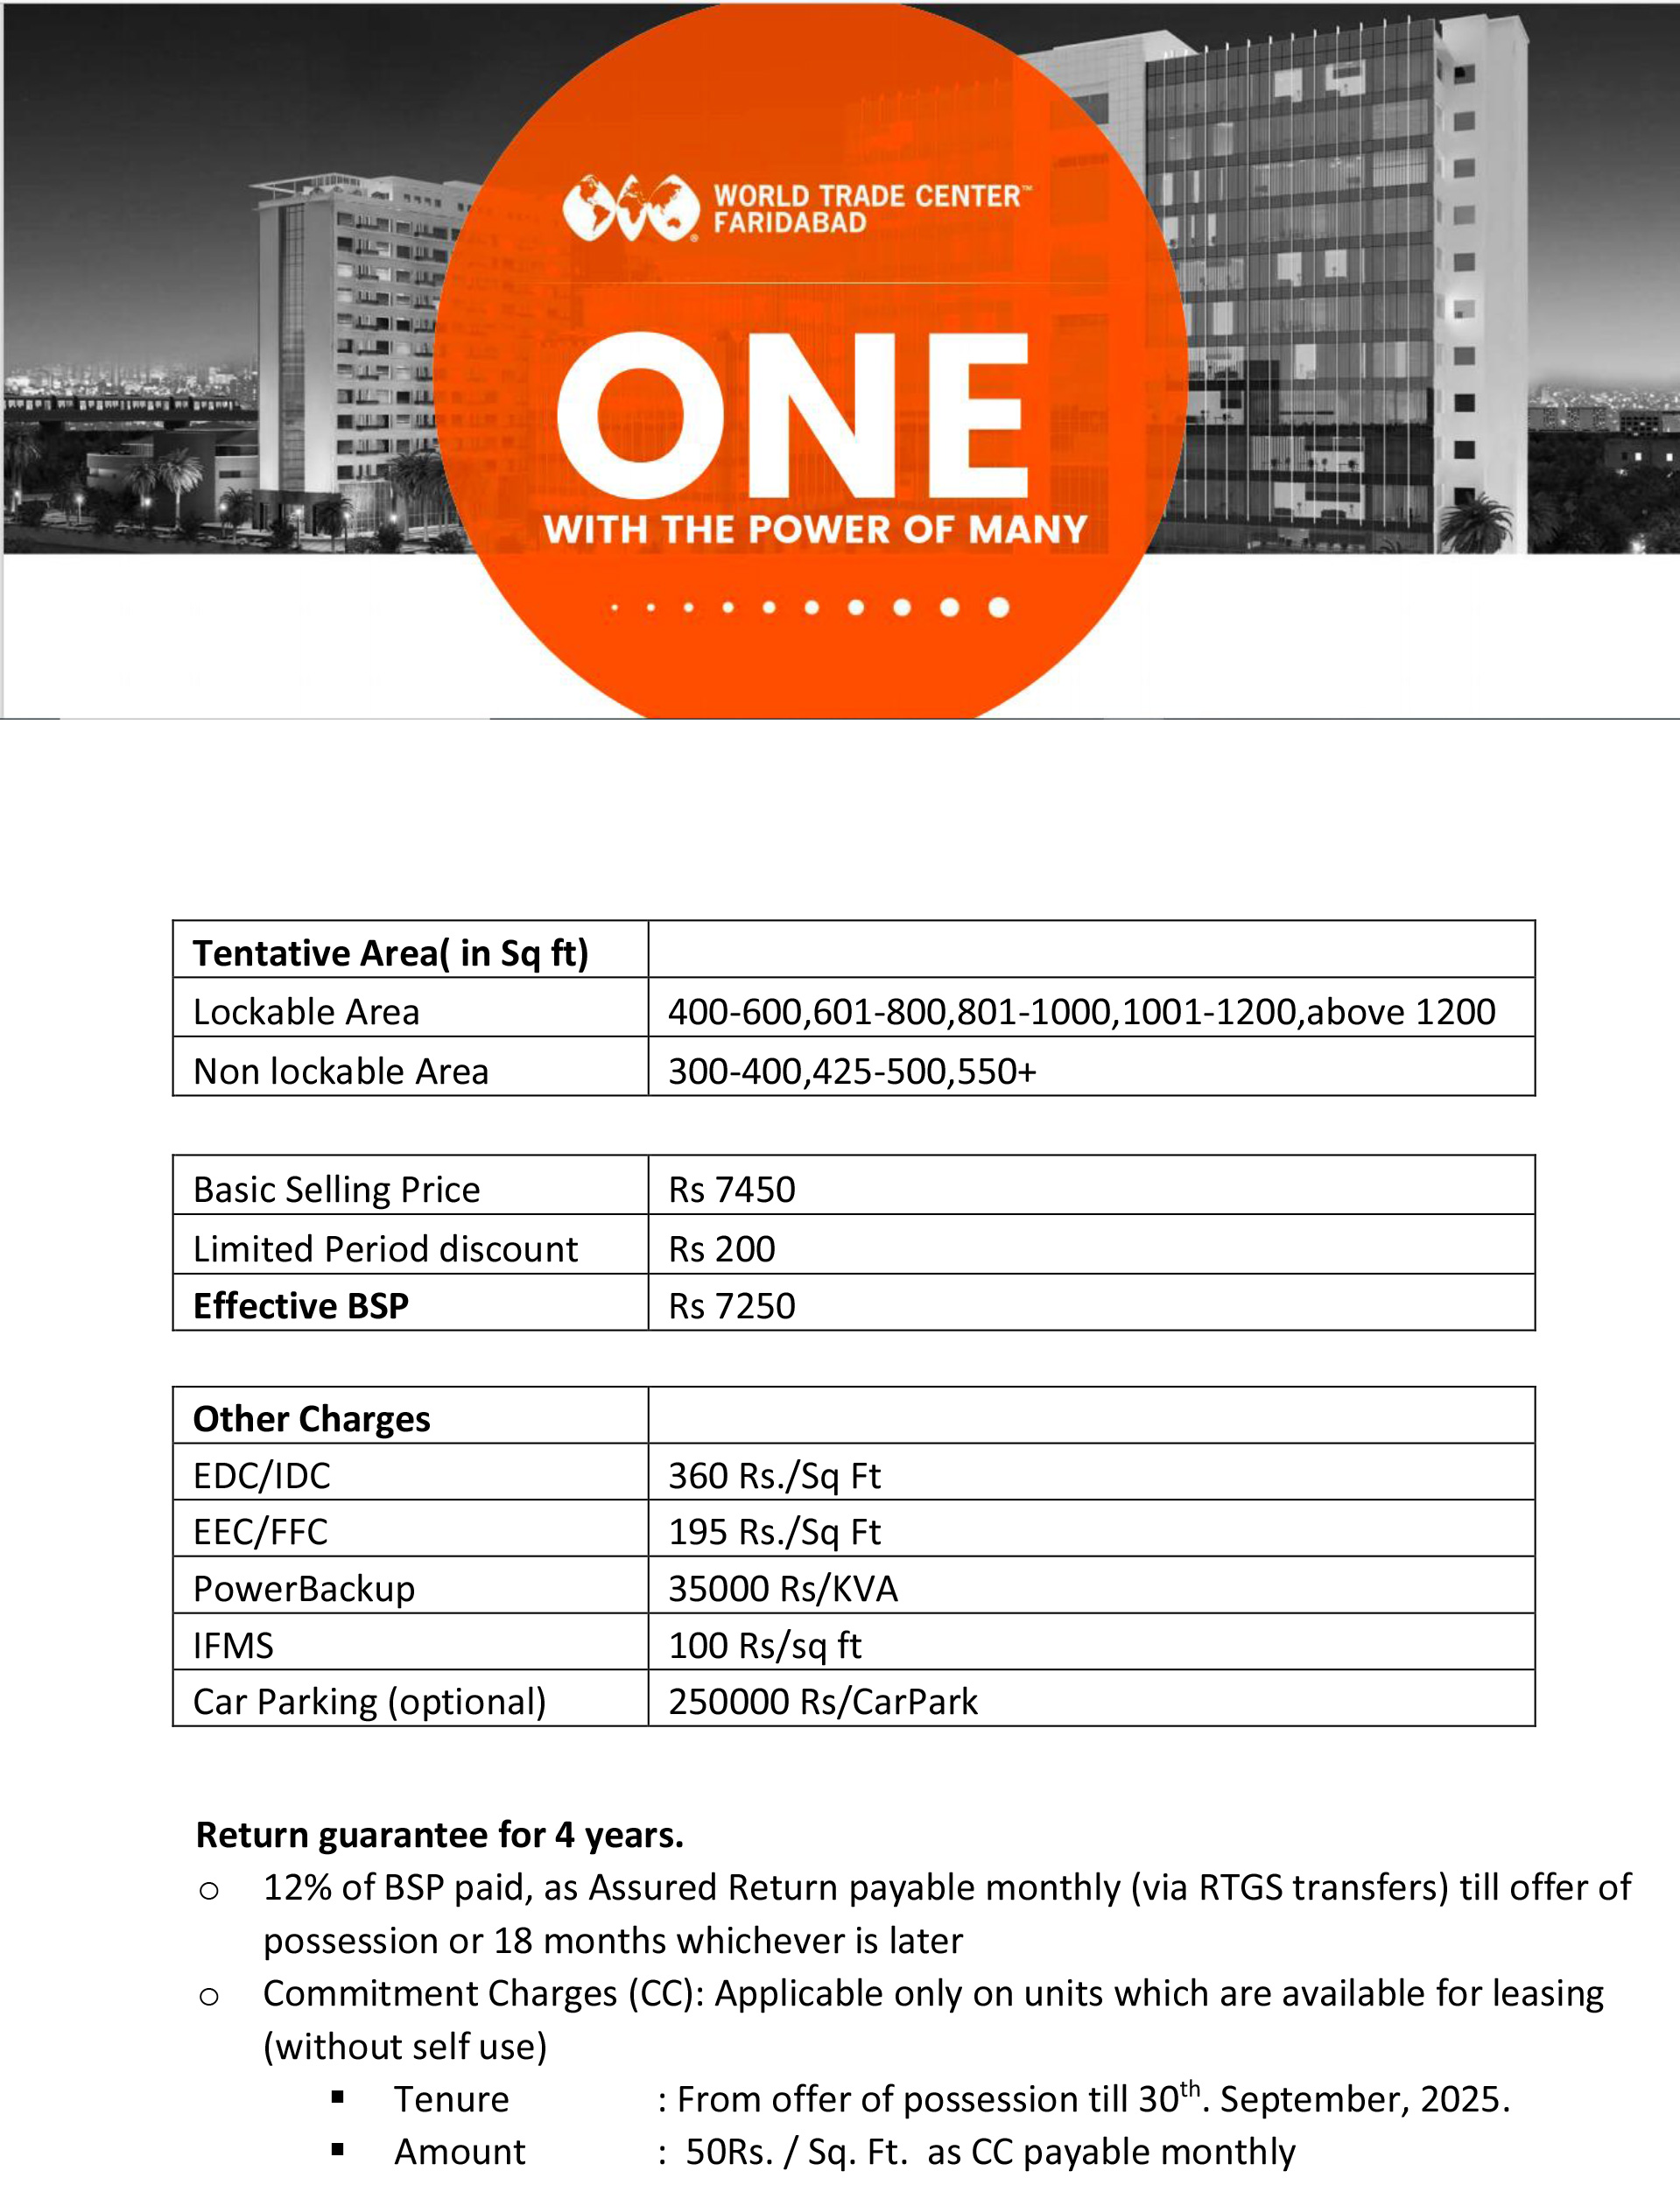 WORLD TRADE CENTER™
FARIDABAD
ONE
WITH THE POWER OF MANY
Tentative Area( in Sq ft)
Lockable Area 400-600,601-800,801-1000,1001-1200,above 1200
Non lockable Area 300-400,425-500,550+
Basic Selling Price Rs 7450
Limited Period discount Rs 200
Effective BSP Rs 7250
Other Charges
EDC/IDC 360 Rs./Sq Ft
EEC/FFC 195 Rs./Sq Ft
PowerBackup 35000 Rs/KVA
IFMS 100 Rs/sq ft
Car Parking (optional) 250000 Rs/CarPark
Return guarantee for 4 years.
o 12% of BSP paid, as Assured Return payable monthly (via RTGS transfers) till offer of
possession or 18 months whichever is later
o Commitment Charges (CC): Applicable only on units which are available for leasing
(without self use)
▪ Tenure : From offer of possession till 30th. September, 2025.
▪ Amount : 50Rs. / Sq. Ft. as CC payable monthly